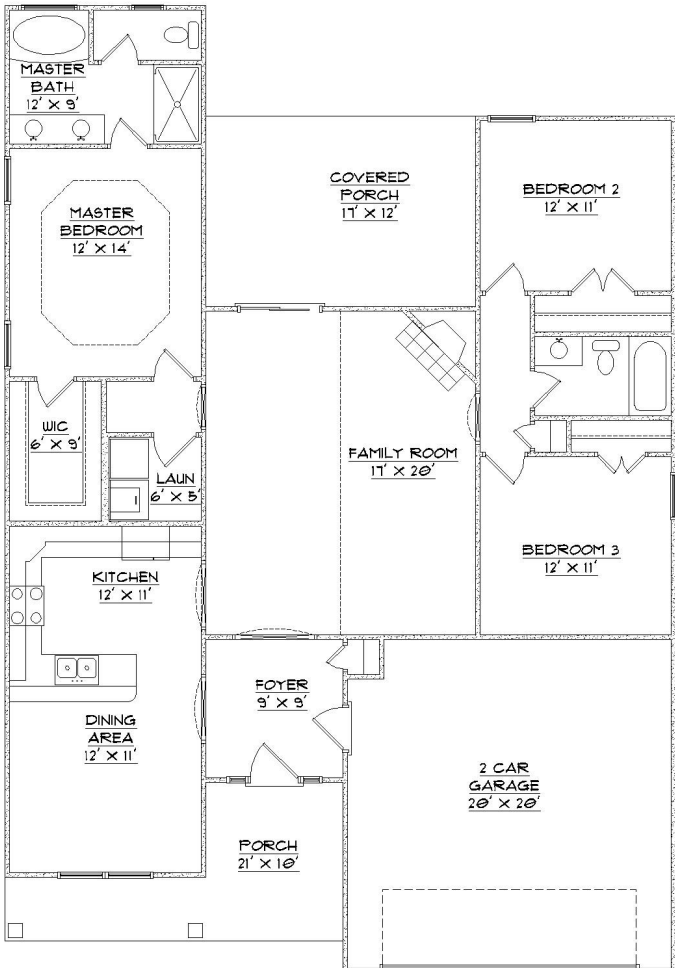 MASTER
BATH
12' X 9'
COVERED
PORCH
17' X 12'
BEDROOM 2
12' X 11'
MASTER
BEDROOM
12' X 14'
WIC
6' X 9'
LAUN
6' X 5'
FAMILY ROOM
17' X 20'
BEDROOM 3
12' X 11'
KITCHEN
12' X 11'
FOYER
9' X 9'
DINING
AREA
12' X 11'
2 CAR
GARAGE
20' X 20'
PORCH
21' X 10'